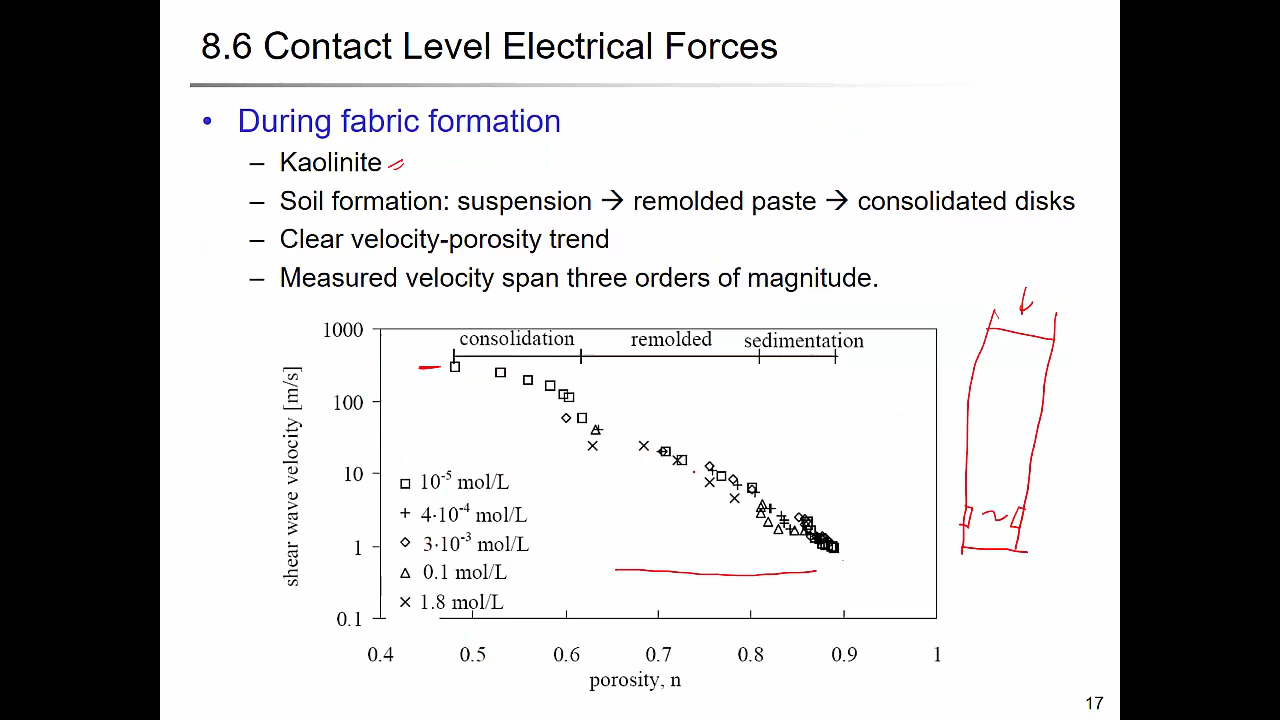 8.6 Contact Level Electrical Forces
• During fabric formation
– Kaolinite
– Soil formation: suspension → remolded paste → consolidated disks
– Clear velocity-porosity trend
– Measured velocity span three orders of magnitude.
consolidation remolded sedimentation
shear wave velocity [m/s]
1000
100
10
1
0.1
10⁻⁵ mol/L
4·10⁻⁴ mol/L
3·10⁻³ mol/L
0.1 mol/L
1.8 mol/L
0.4 0.5 0.6 0.7 0.8 0.9 1
porosity, n
17